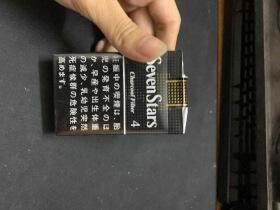 妊娠中の喫煙は、胎
児の発育不全のほ
か、早産や出生体重
の減少、乳幼児突然
死症候群の危険性を
高めます。
SevenStars
Charcoal Filter
4